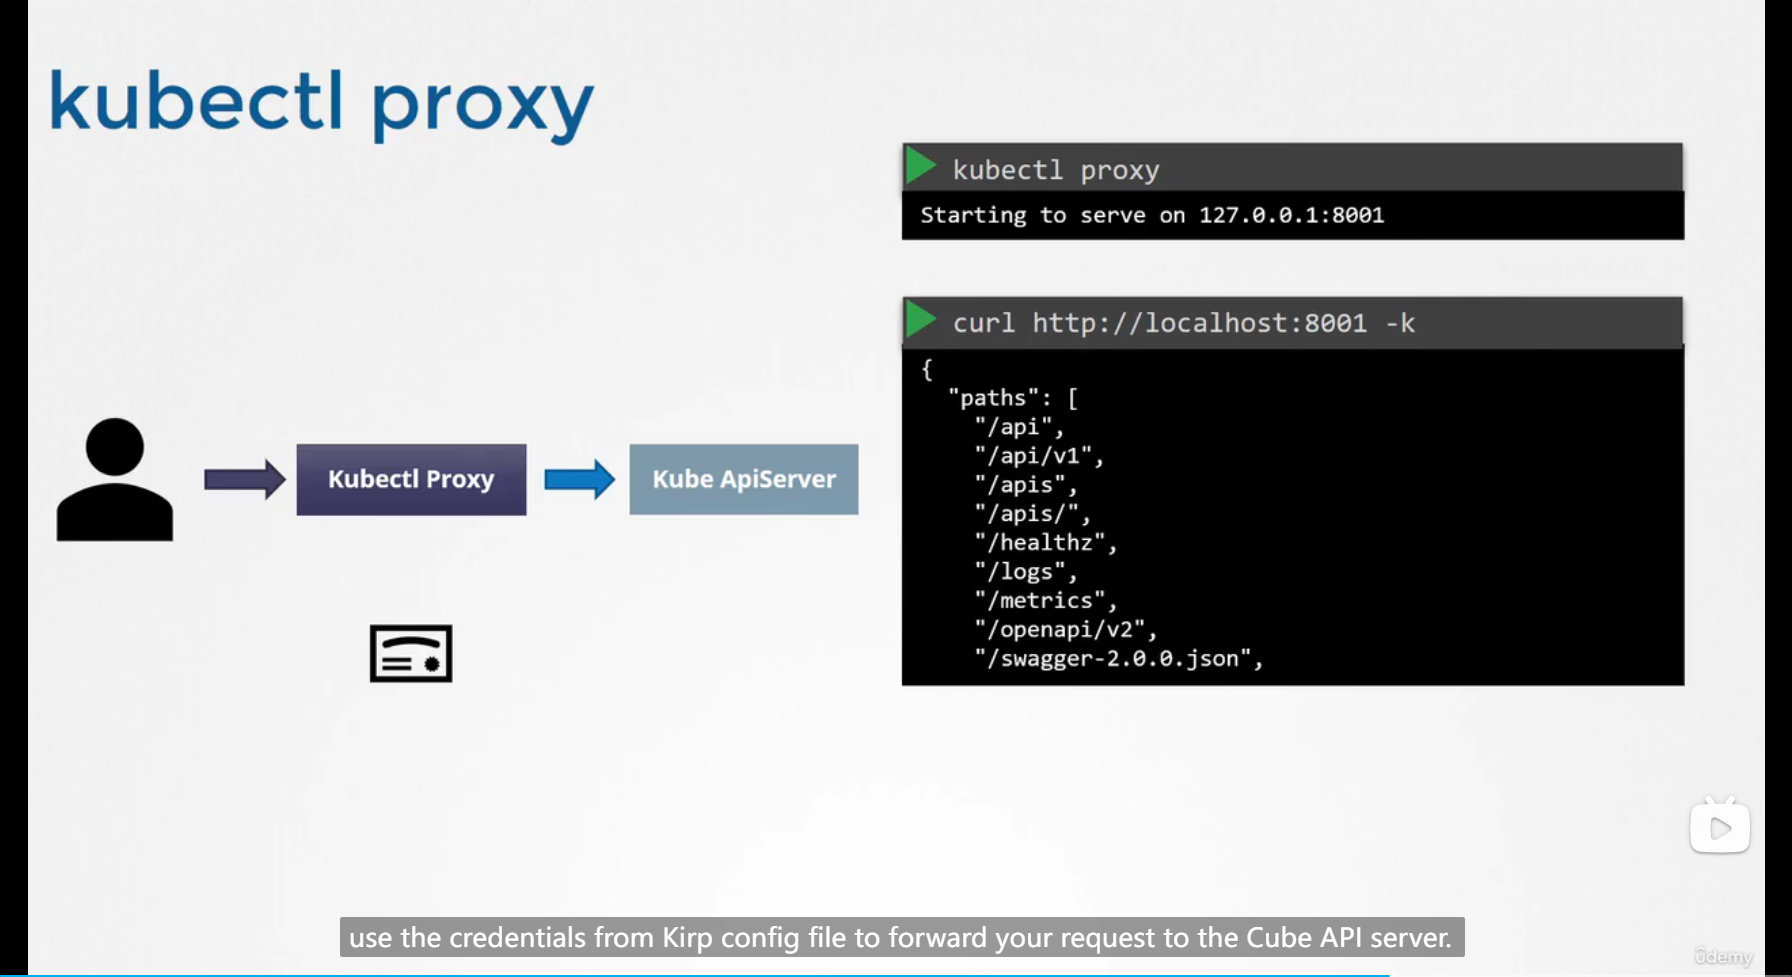 kubectl proxy
kubectl proxy
Starting to serve on 127.0.0.1:8001
curl http://localhost:8001 -k
{
"paths": [
"/api",
"/api/v1",
"/apis",
"/apis/",
"/healthz",
"/logs",
"/metrics",
"/openapi/v2",
"/swagger-2.0.0.json",
Kubectl Proxy
Kube ApiServer
use the credentials from Kirp config file to forward your request to the Cube API server.
ûdemy